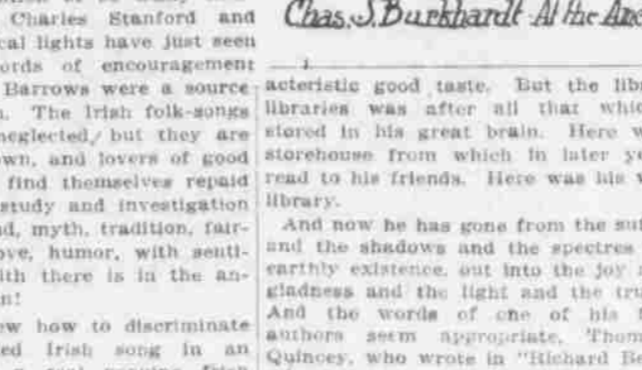 Charles Stanford and
cal lights have just seen
ords of encouragement
Barrows were a source
The Irish folk-songs
neglected, but they are
own, and lovers of good
find themselves repaid
study and investigation
d, myth, tradition, fair-
ove, humor, with senti-
ith there is in the an-
n!
ew how to discriminate
ed Irish song in an
Chas. S. Burkhardt At the
acteristic good taste. But the
libraries was after all that
stored in his great brain. Here
storehouse from which in later
read to his friends. Here was his
library.
And now he has gone from the
and the shadows and the spectres
earthly existence, out into the joy
gladness and the light and the
And the words of one of his
authors seem appropriate, Thom
Quincey, who wrote in "Richard